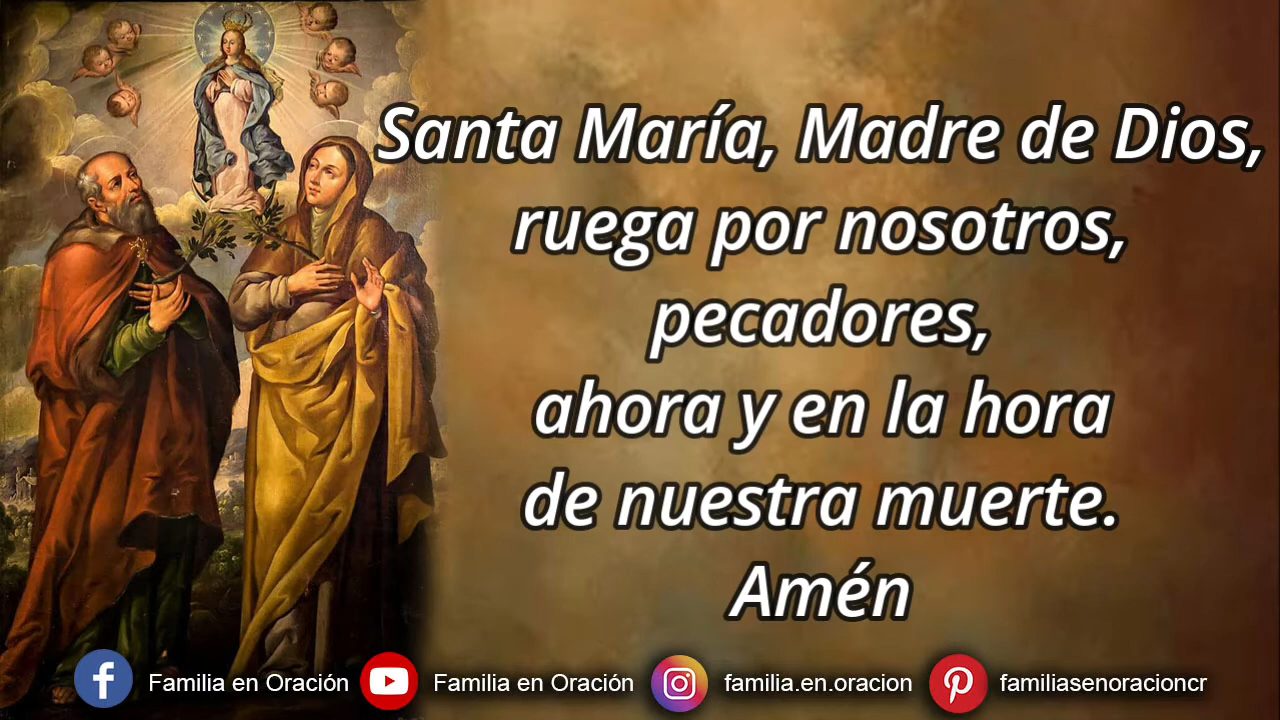 Santa María, Madre de Dios,
ruega por nosotros,
pecadores,
ahora y en la hora
de nuestra muerte.
Amén
Familia en Oración
Familia en Oración
familia.en.oracion
familiasenoracioncr